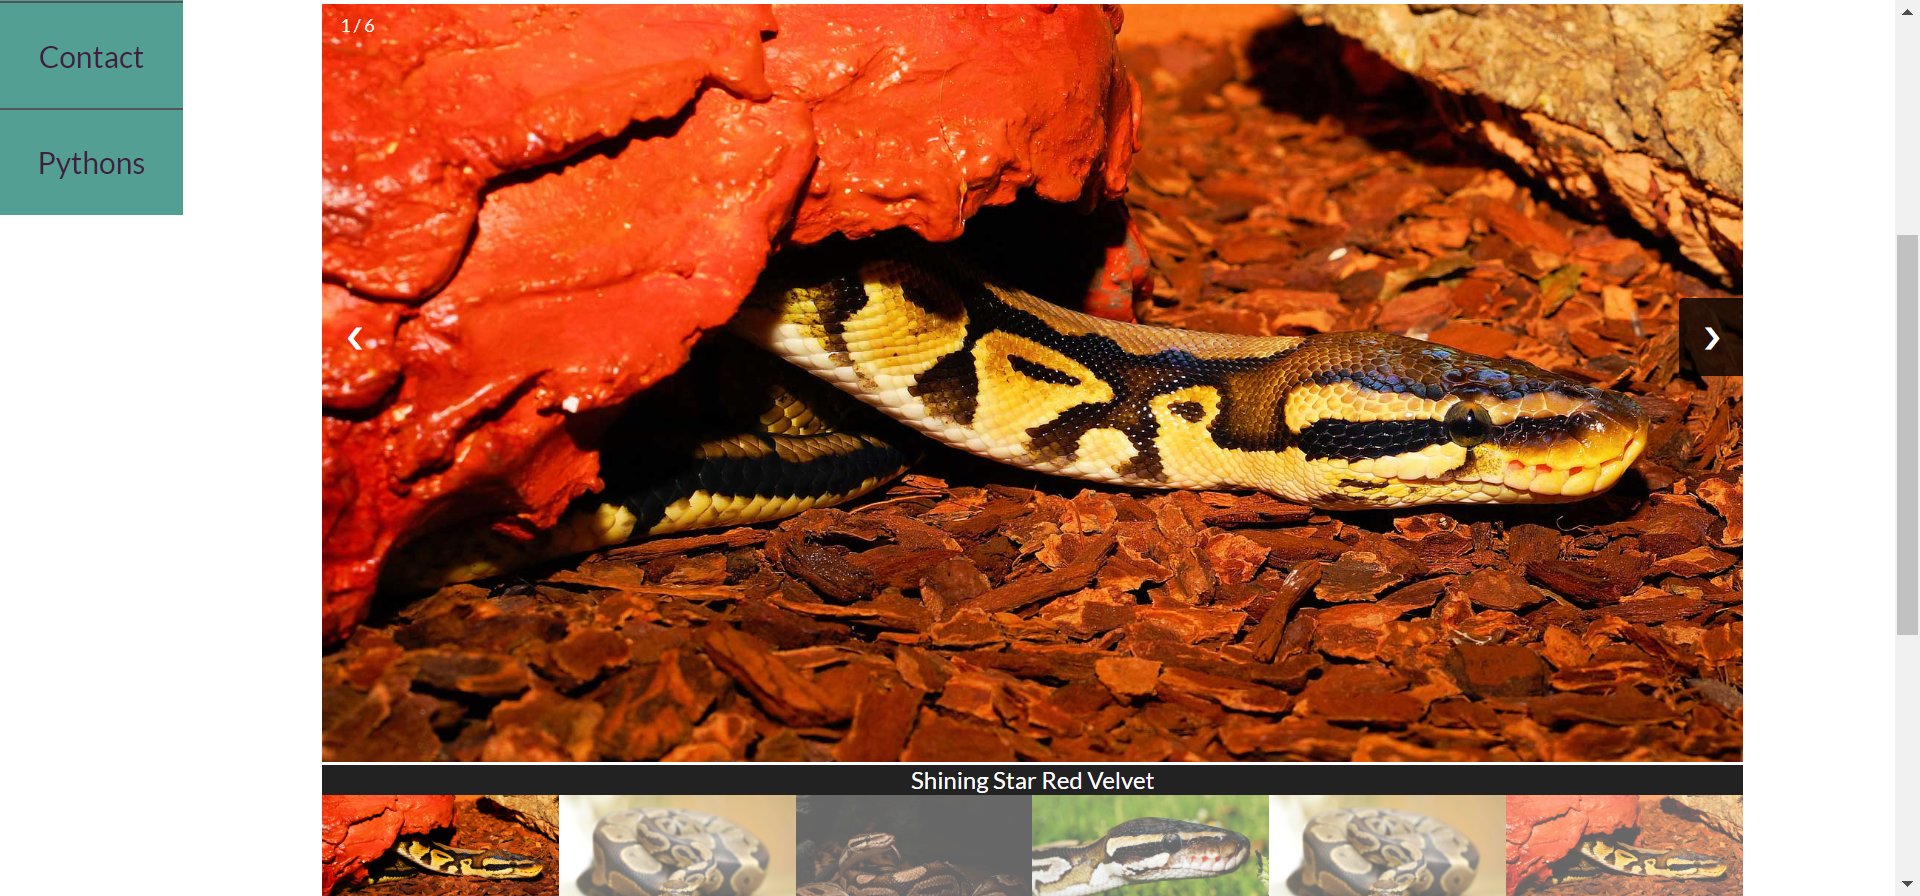 Contact
Pythons
1 / 6
❮
❯
Shining Star Red Velvet